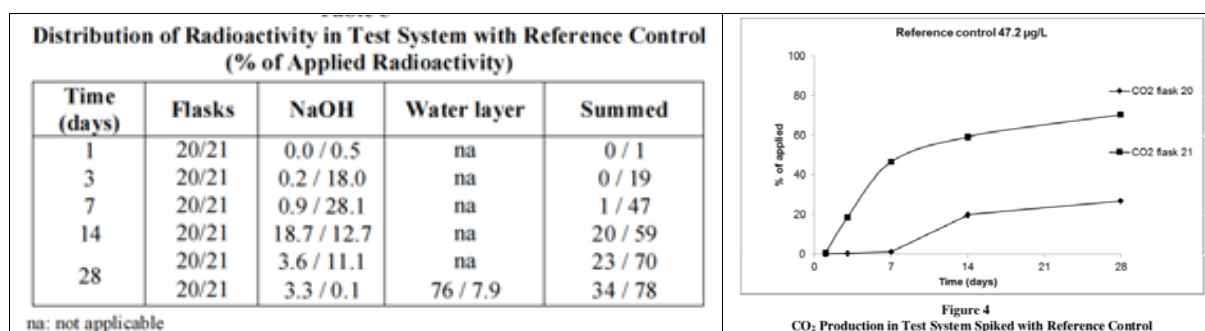 Distribution of Radioactivity in Test System with Reference Control
(% of Applied Radioactivity)
Time (days) Flasks NaOH Water layer Summed
1 20/21 0.0 / 0.5 na 0 / 1
3 20/21 0.2 / 18.0 na 0 / 19
7 20/21 0.9 / 28.1 na 1 / 47
14 20/21 18.7 / 12.7 na 20 / 59
28 20/21 3.6 / 11.1 na 23 / 70
20/21 3.3 / 0.1 76 / 7.9 34 / 78
na: not applicable
Reference control 47.2 µg/L
% of applied
100
80
60
40
20
0
0 7 14 21 28
Time (days)
CO2 flask 20
CO2 flask 21
Figure 4
CO₂ Production in Test System Spiked with Reference Control